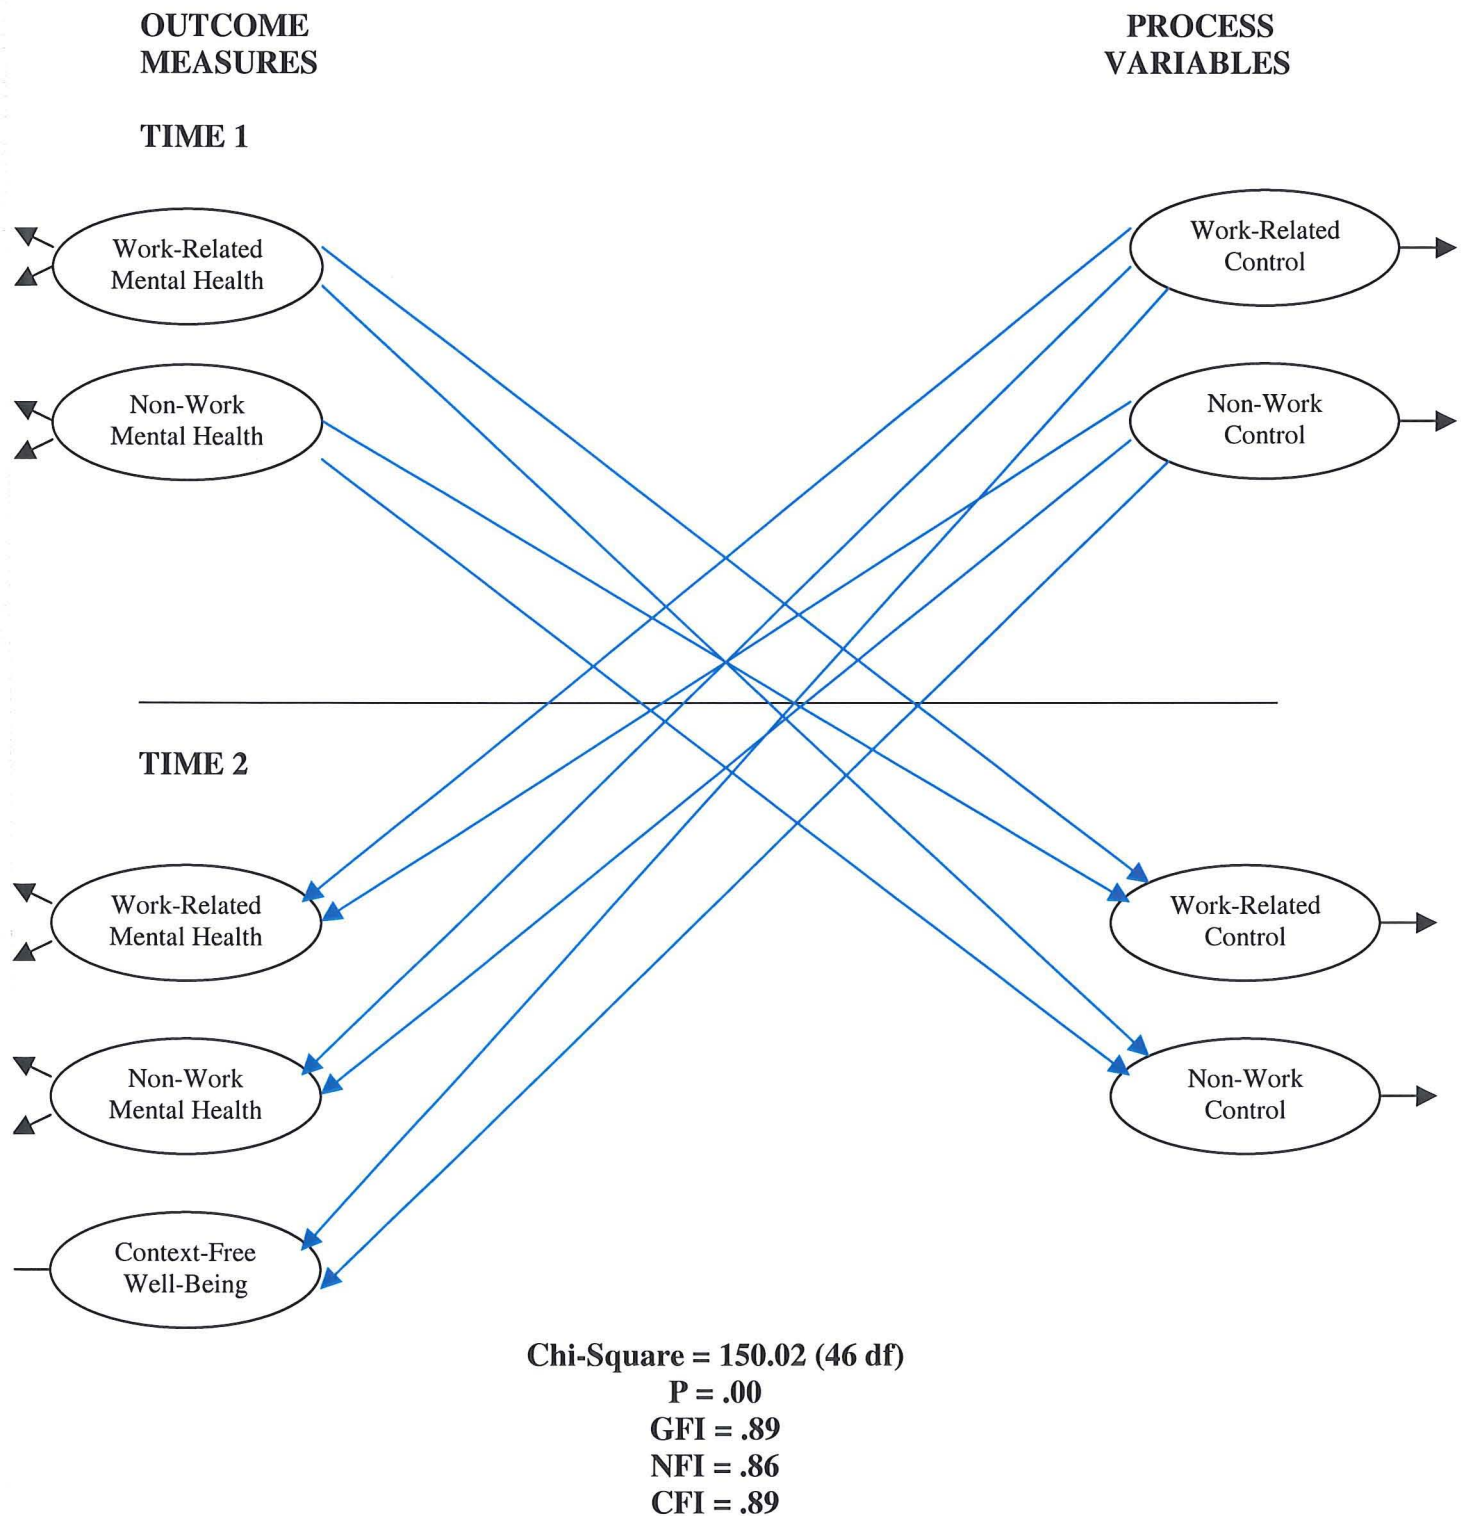 OUTCOME
MEASURES
PROCESS
VARIABLES
TIME 1
Work-Related
Mental Health
Work-Related
Control
Non-Work
Mental Health
Non-Work
Control
TIME 2
Work-Related
Mental Health
Work-Related
Control
Non-Work
Mental Health
Non-Work
Control
Context-Free
Well-Being
Chi-Square = 150.02 (46 df)
P = .00
GFI = .89
NFI = .86
CFI = .89